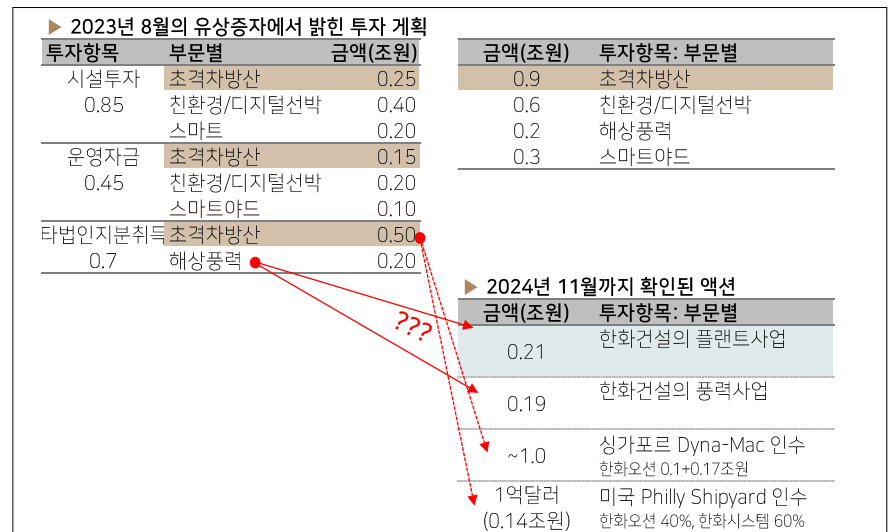 ▶ 2023년 8월의 유상증자에서 밝힌 투자 계획
투자항목 부문별 금액(조원)
시설투자 초격차방산 0.25
0.85 친환경/디지털선박 0.40
스마트 0.20
운영자금 초격차방산 0.15
0.45 친환경/디지털선박 0.20
스마트야드 0.10
타법인지분취득 초격차방산 0.50
0.7 해상풍력 0.20
금액(조원) 투자항목: 부문별
0.9 초격차방산
0.6 친환경/디지털선박
0.2 해상풍력
0.3 스마트야드
???
▶ 2024년 11월까지 확인된 액션
금액(조원) 투자항목: 부문별
0.21 한화건설의 플랜트사업
0.19 한화건설의 풍력사업
~1.0 싱가포르 Dyna-Mac 인수
한화오션 0.1+0.17조원
1억달러 미국 Philly Shipyard 인수
(0.14조원) 한화오션 40%, 한화시스템 60%